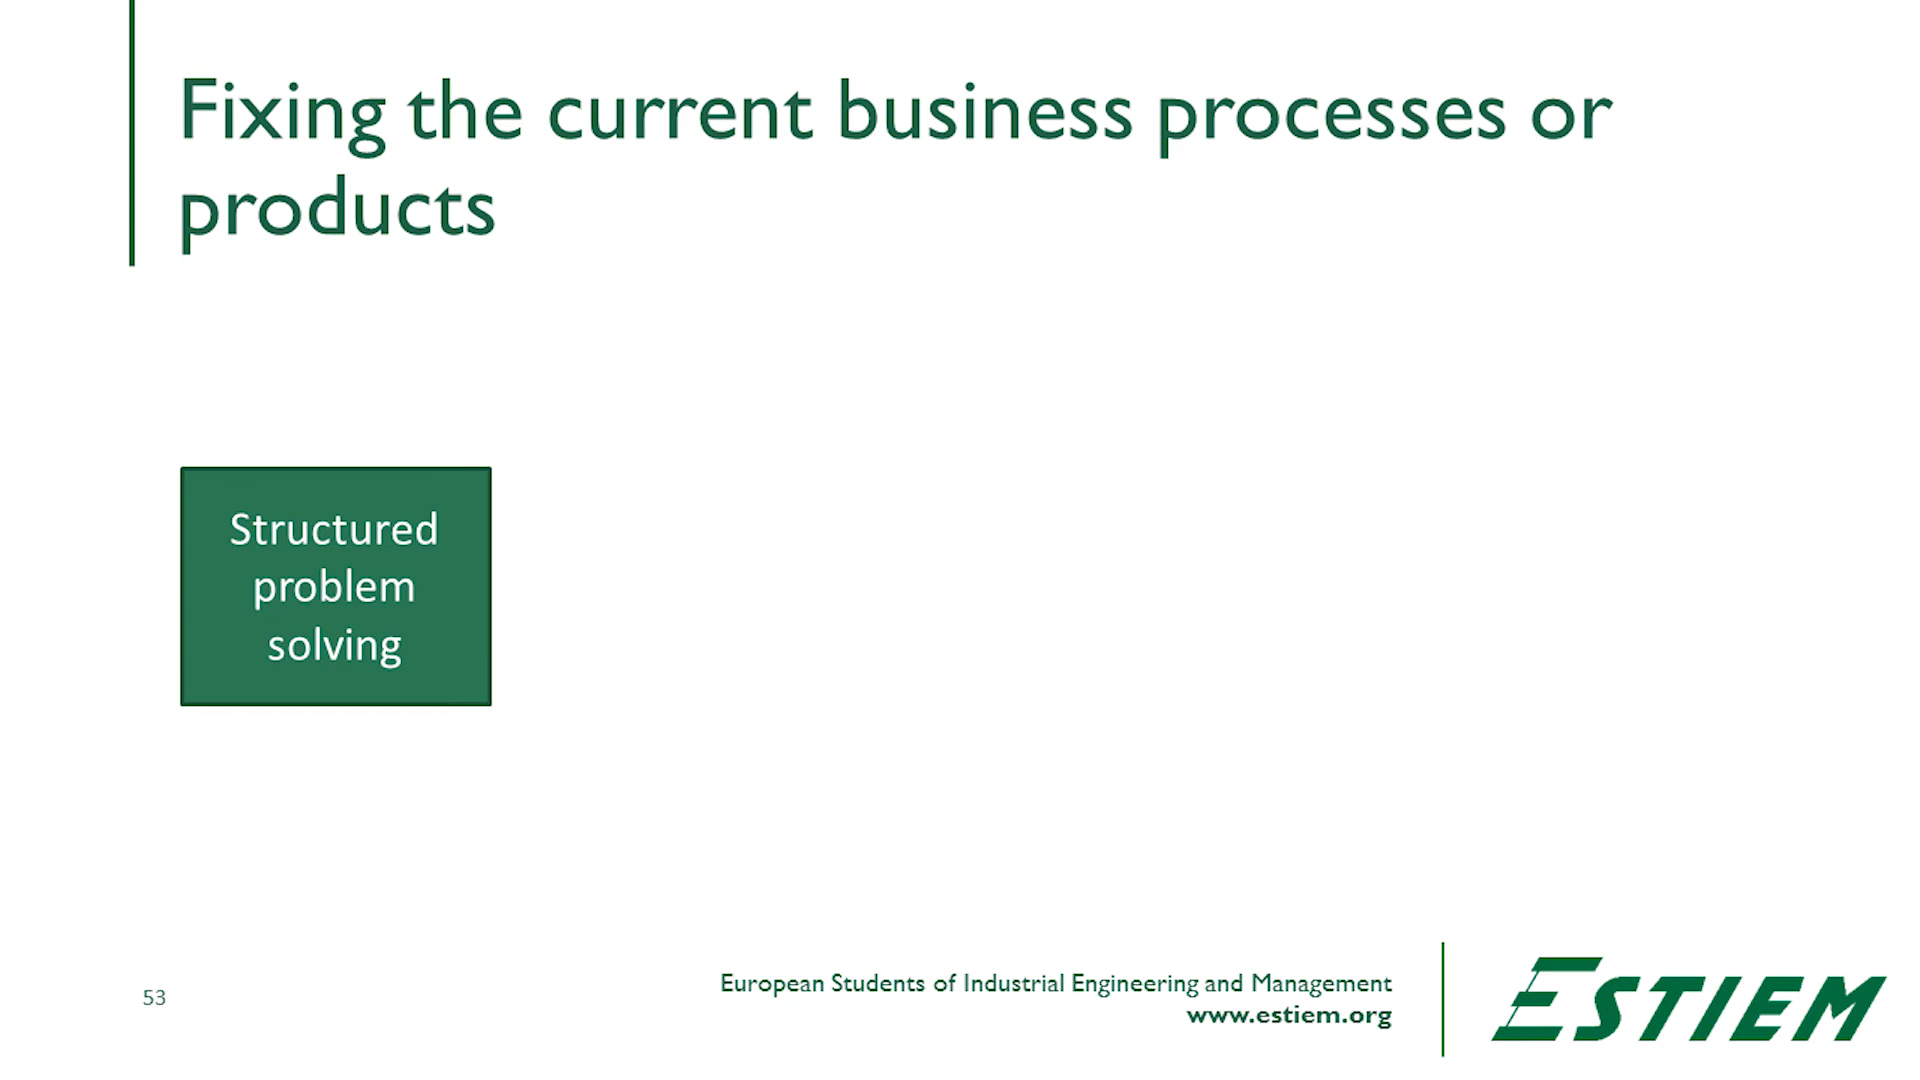 Fixing the current business processes or
products
Structured
problem
solving
53
European Students of Industrial Engineering and Management
www.estiem.org
ESTIEM